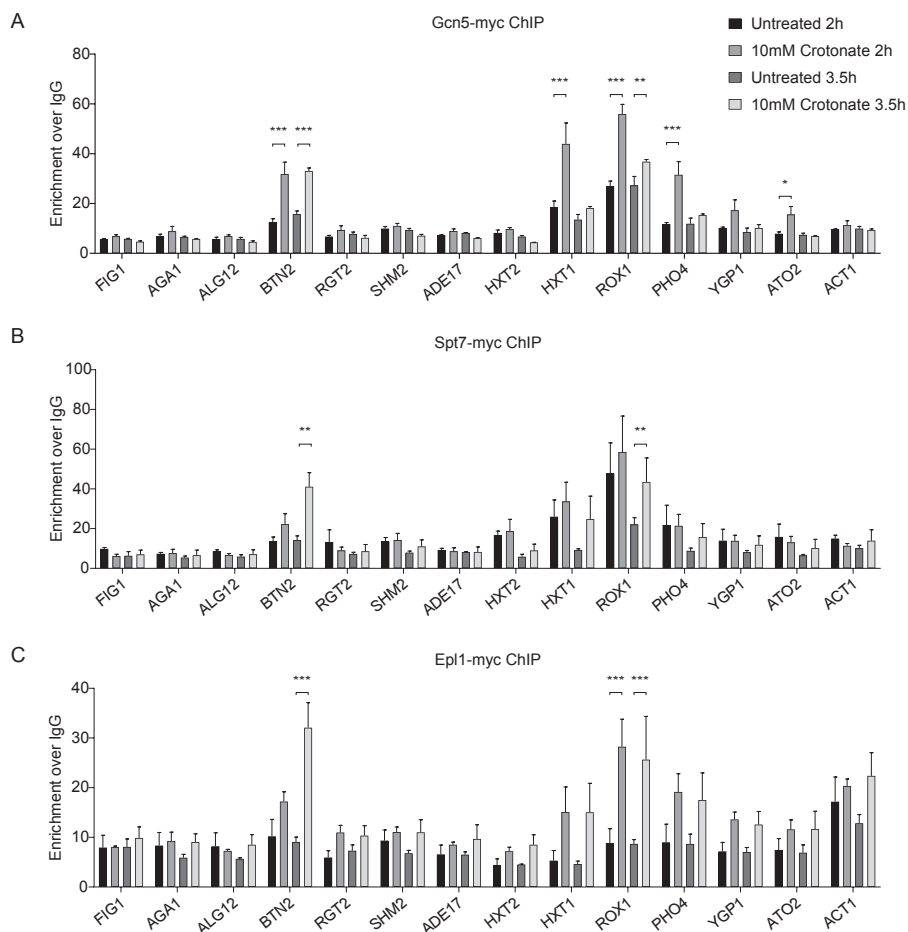 A
Gcn5-myc ChIP
Untreated 2h
10mM Crotonate 2h
Untreated 3.5h
10mM Crotonate 3.5h
Enrichment over IgG
80
60
40
20
0
*** *** *** *** ** *** *
FIG1 AGA1 ALG12 BTN2 RGT2 SHM2 ADE17 HXT2 HXT1 ROX1 PHO4 YGP1 ATO2 ACT1
B
Spt7-myc ChIP
Enrichment over IgG
100
80
60
40
20
0
** **
FIG1 AGA1 ALG12 BTN2 RGT2 SHM2 ADE17 HXT2 HXT1 ROX1 PHO4 YGP1 ATO2 ACT1
C
Epl1-myc ChIP
Enrichment over IgG
40
30
20
10
0
*** *** ***
FIG1 AGA1 ALG12 BTN2 RGT2 SHM2 ADE17 HXT2 HXT1 ROX1 PHO4 YGP1 ATO2 ACT1